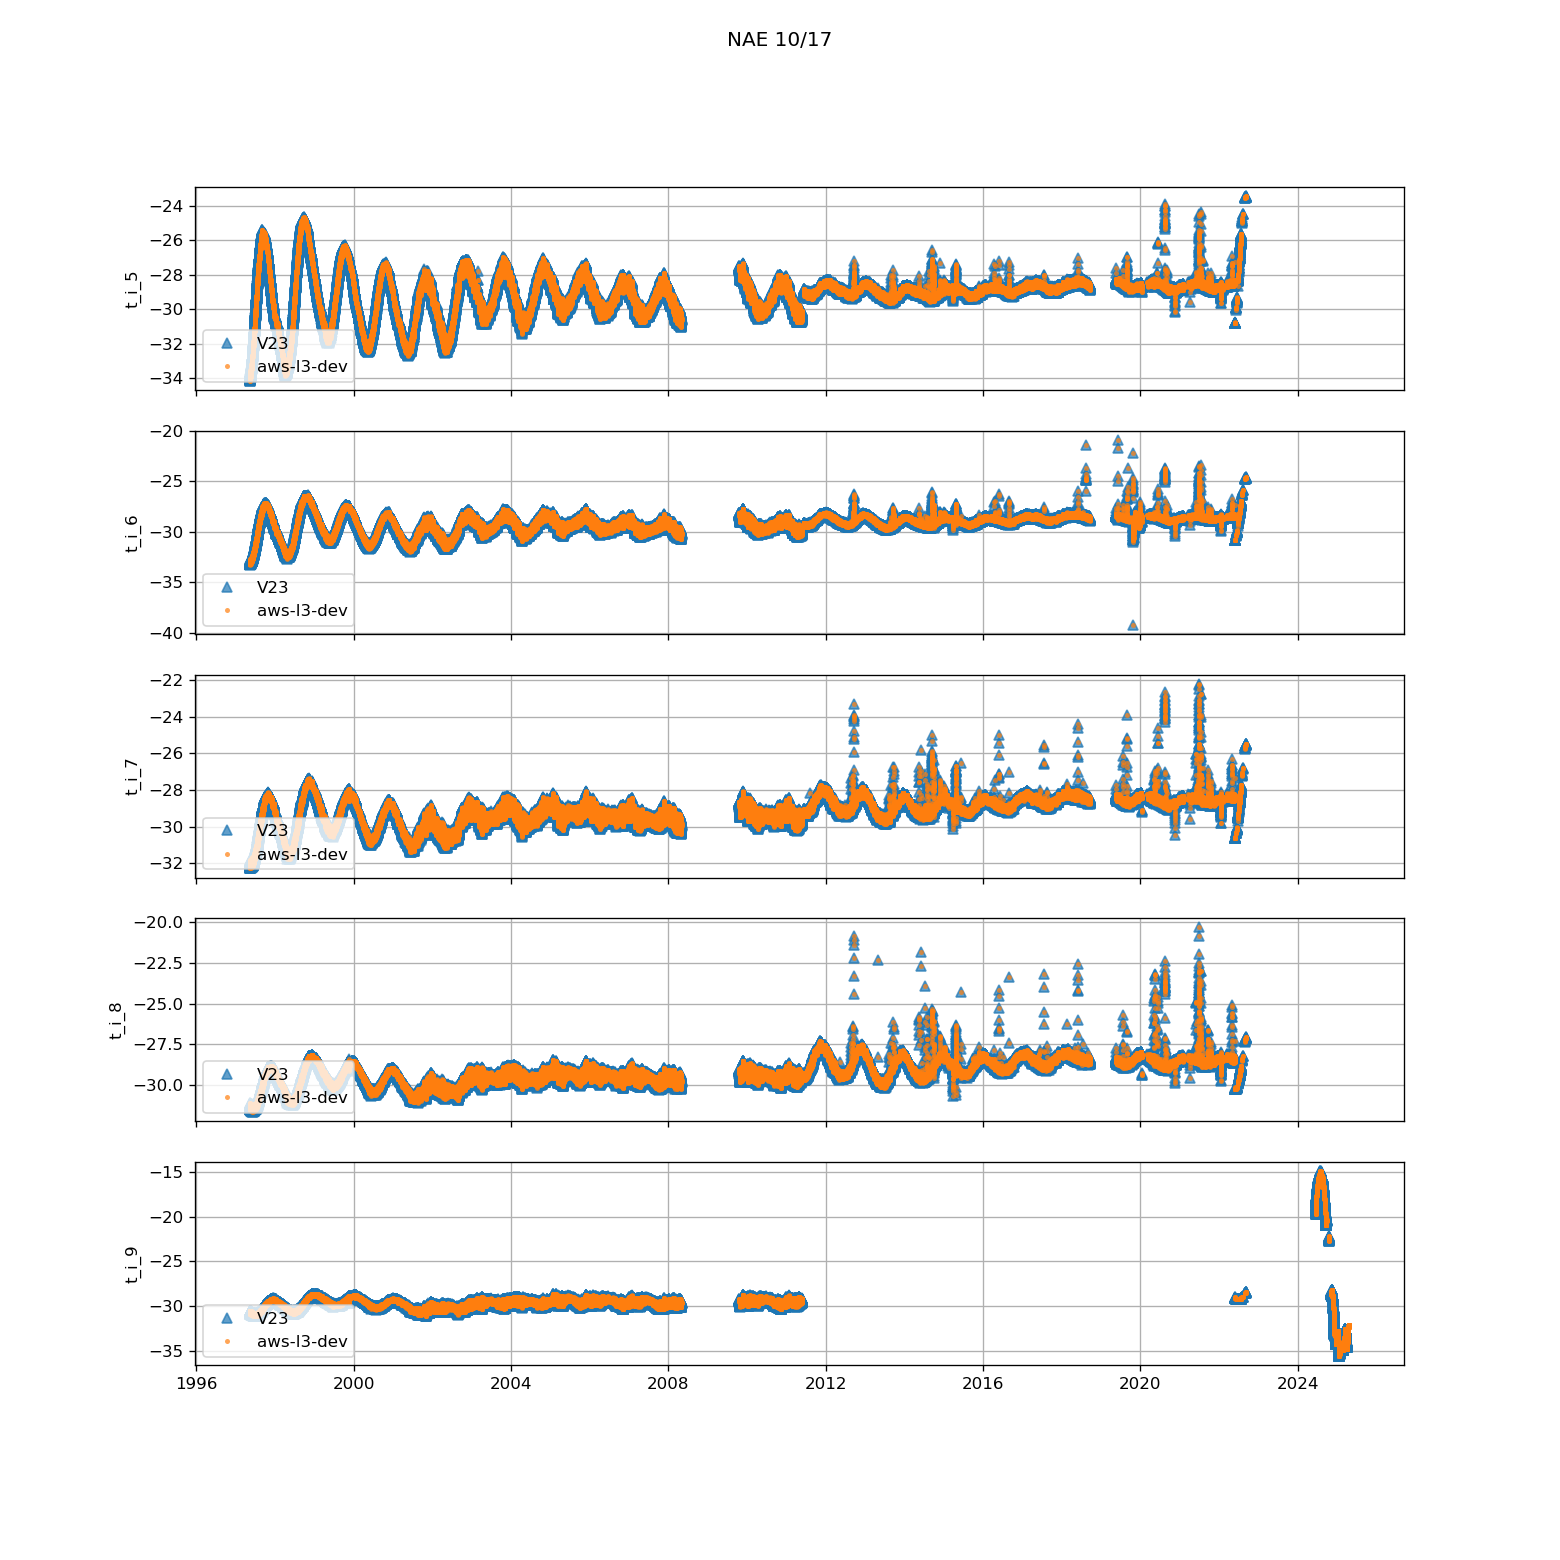 NAE 10/17
−24
−26
−28
−30
−32
−34
t_i_5
V23
aws-l3-dev
−20
−25
−30
−35
−40
t_i_6
V23
aws-l3-dev
−22
−24
−26
−28
−30
−32
t_i_7
V23
aws-l3-dev
−20.0
−22.5
−25.0
−27.5
−30.0
t_i_8
V23
aws-l3-dev
−15
−20
−25
−30
−35
t_i_9
V23
aws-l3-dev
1996 2000 2004 2008 2012 2016 2020 2024